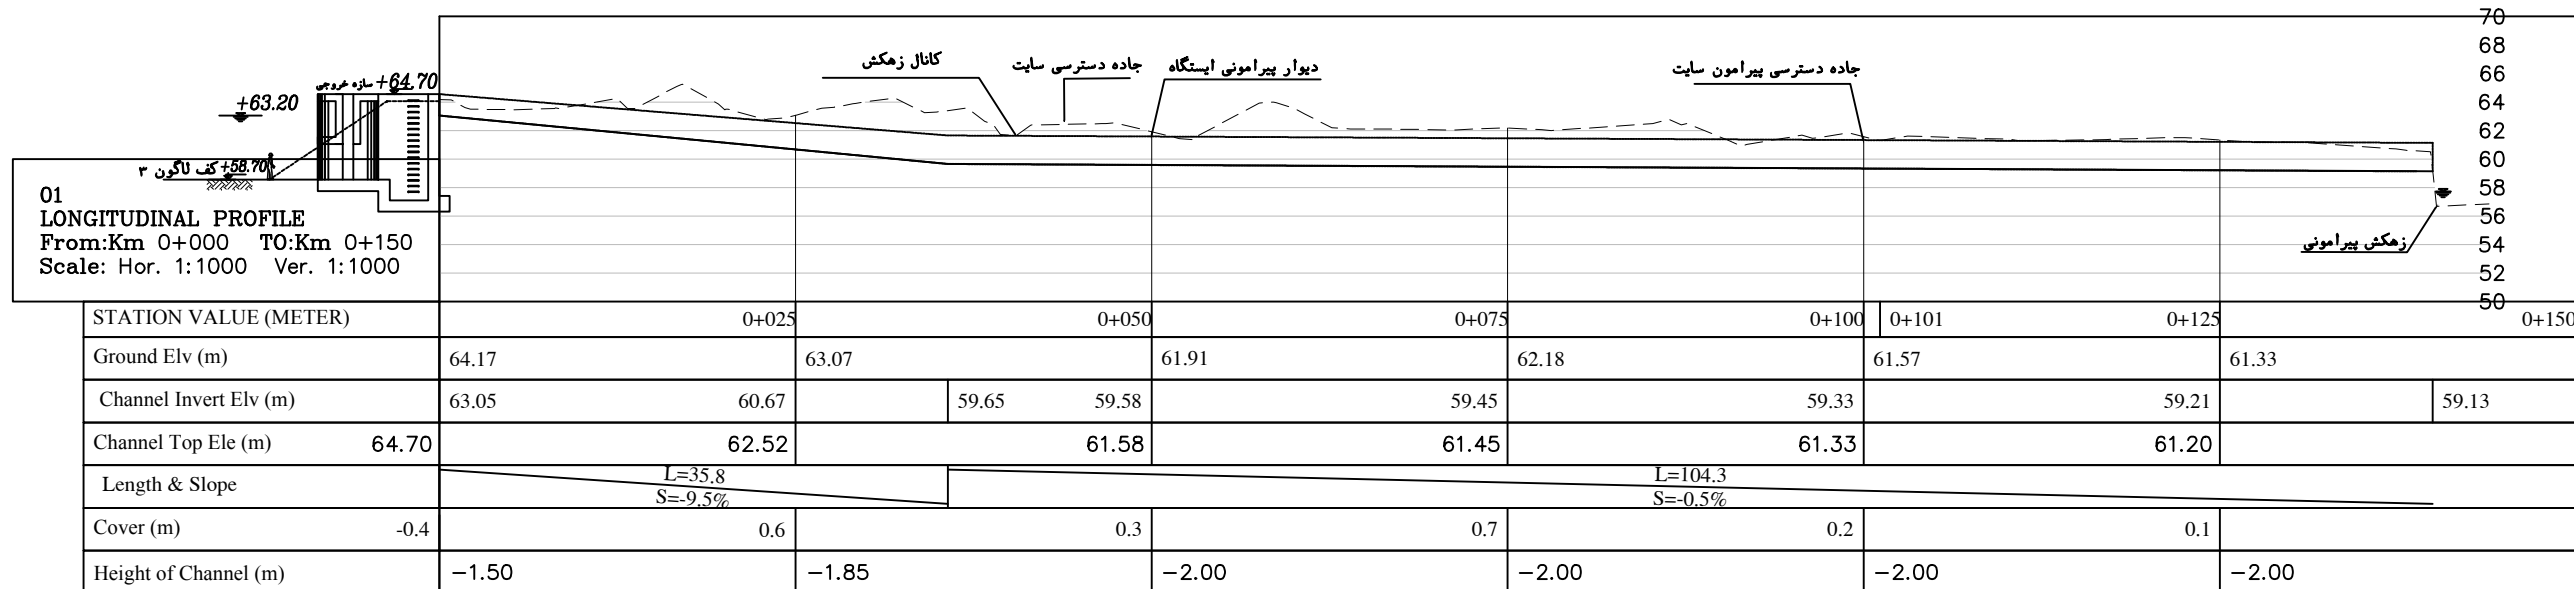 70
68
66
64
62
60
58
56
54
52
50
کانال زهکش
جاده دسترسی سایت
دیوار پیرامونی ایستگاه
جاده دسترسی پیرامون سایت
سازه خروجی +64.70
+63.20
کف لاگون ۳ +58.70
زهکش پیرامونی
01
LONGITUDINAL PROFILE
From:Km 0+000 TO:Km 0+150
Scale: Hor. 1:1000 Ver. 1:1000
STATION VALUE (METER) 0+025 0+050 0+075 0+100 0+101 0+125 0+150
Ground Elv (m) 64.17 63.07 61.91 62.18 61.57 61.33
Channel Invert Elv (m) 63.05 60.67 59.65 59.58 59.45 59.33 59.21 59.13
Channel Top Ele (m) 64.70 62.52 61.58 61.45 61.33 61.20
Length & Slope L=35.8 L=104.3
S=-9.5% S=-0.5%
Cover (m) -0.4 0.6 0.3 0.7 0.2 0.1
Height of Channel (m) -1.50 -1.85 -2.00 -2.00 -2.00 -2.00